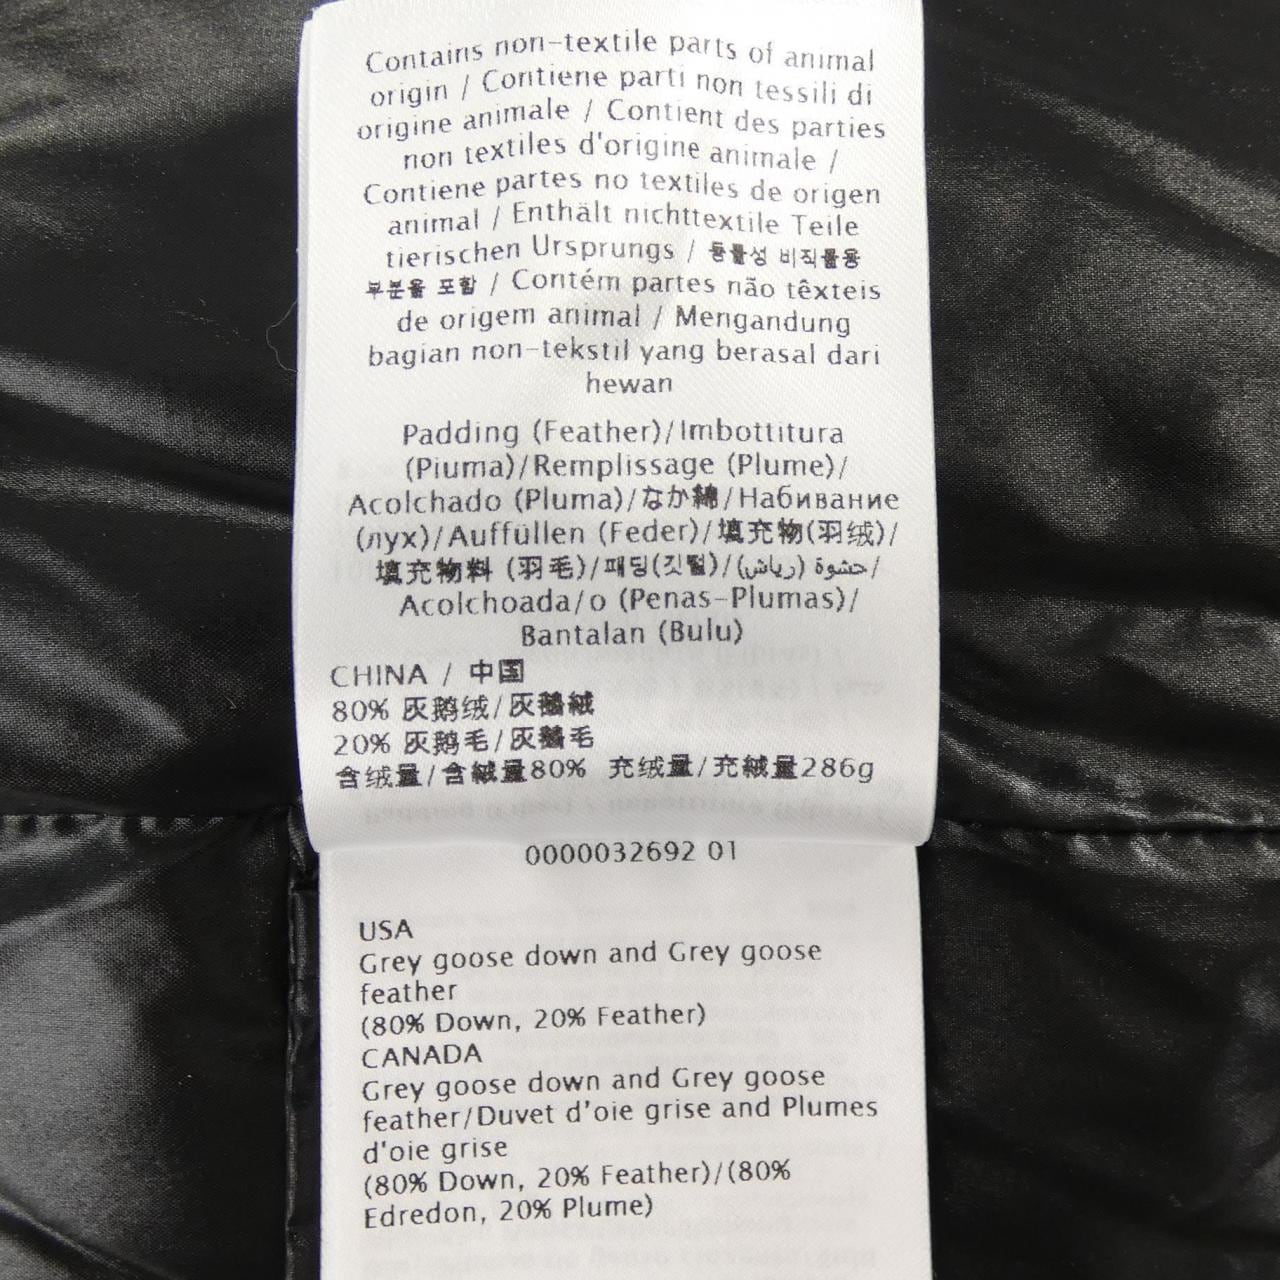 Contains non-textile parts of animal
origin / Contiene parti non tessili di
origine animale / Contient des parties
non textiles d'origine animale /
Contiene partes no textiles de origen
animal / Enthält nichttextile Teile
tierischen Ursprungs / 동물성 비직물용
부분을 포함 / Contém partes não têxteis
de origem animal / Mengandung
bagian non-tekstil yang berasal dari
hewan
Padding (Feather)/Imbottitura
(Piuma)/Remplissage (Plume)/
Acolchado (Pluma)/なか綿/Набивание
(лух)/Auffüllen (Feder)/填充物(羽绒)/
填充物料 (羽毛)/패딩(깃털)/حشوة (رياش)/
Acolchoada/o (Penas-Plumas)/
Bantalan (Bulu)
CHINA / 中国
80% 灰鹅绒/灰鵝絨
20% 灰鹅毛/灰鵝毛
含绒量/含絨量80% 充绒量/充絨量286g
0000032692 01
USA
Grey goose down and Grey goose
feather
(80% Down, 20% Feather)
CANADA
Grey goose down and Grey goose
feather/Duvet d'oie grise and Plumes
d'oie grise
(80% Down, 20% Feather)/(80%
Edredon, 20% Plume)